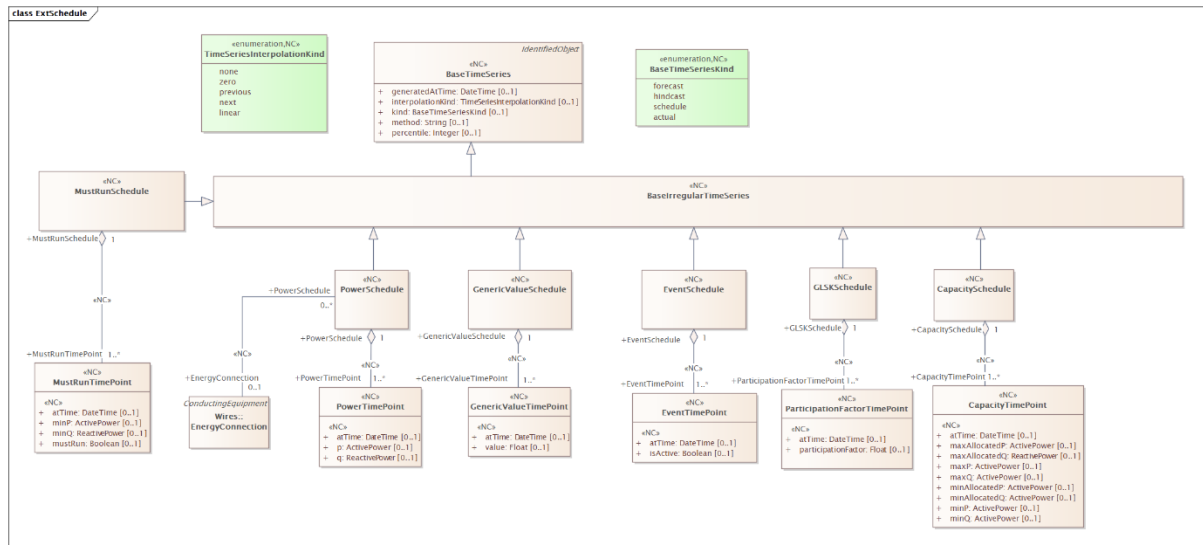 class ExtSchedule
«enumeration,NC»
TimeSeriesInterpolationKind
none
zero
previous
next
linear
IdentifiedObject
«NC»
BaseTimeSeries
+ generatedAtTime: DateTime [0..1]
+ interpolationKind: TimeSeriesInterpolationKind [0..1]
+ kind: BaseTimeSeriesKind [0..1]
+ method: String [0..1]
+ percentile: Integer [0..1]
«enumeration,NC»
BaseTimeSeriesKind
forecast
hindcast
schedule
actual
«NC»
MustRunSchedule
«NC»
BaseIrregularTimeSeries
+MustRunSchedule 1
«NC»
+MustRunTimePoint 1..*
«NC»
MustRunTimePoint
«NC»
+ atTime: DateTime [0..1]
+ minP: ActivePower [0..1]
+ minQ: ReactivePower [0..1]
+ mustRun: Boolean [0..1]
«NC»
PowerSchedule
+PowerSchedule
0..*
«NC»
+EnergyConnection
0..1
ConductingEquipment
Wires::
EnergyConnection
+PowerSchedule 1
«NC»
+PowerTimePoint 1..*
«NC»
PowerTimePoint
«NC»
+ atTime: DateTime [0..1]
+ p: ActivePower [0..1]
+ q: ReactivePower [0..1]
«NC»
GenericValueSchedule
+GenericValueSchedule 1
«NC»
+GenericValueTimePoint 1..*
«NC»
GenericValueTimePoint
«NC»
+ atTime: DateTime [0..1]
+ value: Float [0..1]
«NC»
EventSchedule
+EventSchedule 1
«NC»
+EventTimePoint 1..*
«NC»
EventTimePoint
«NC»
+ atTime: DateTime [0..1]
+ isActive: Boolean [0..1]
«NC»
GLSKSchedule
+GLSKSchedule 1
«NC»
+ParticipationFactorTimePoint 1..*
«NC»
ParticipationFactorTimePoint
«NC»
+ atTime: DateTime [0..1]
+ participationFactor: Float [0..1]
«NC»
CapacitySchedule
+CapacitySchedule 1
«NC»
+CapacityTimePoint 1..*
«NC»
CapacityTimePoint
«NC»
+ atTime: DateTime [0..1]
+ maxAllocatedP: ActivePower [0..1]
+ maxAllocatedQ: ReactivePower [0..1]
+ maxP: ActivePower [0..1]
+ maxQ: ActivePower [0..1]
+ minAllocatedP: ActivePower [0..1]
+ minAllocatedQ: ActivePower [0..1]
+ minP: ActivePower [0..1]
+ minQ: ActivePower [0..1]